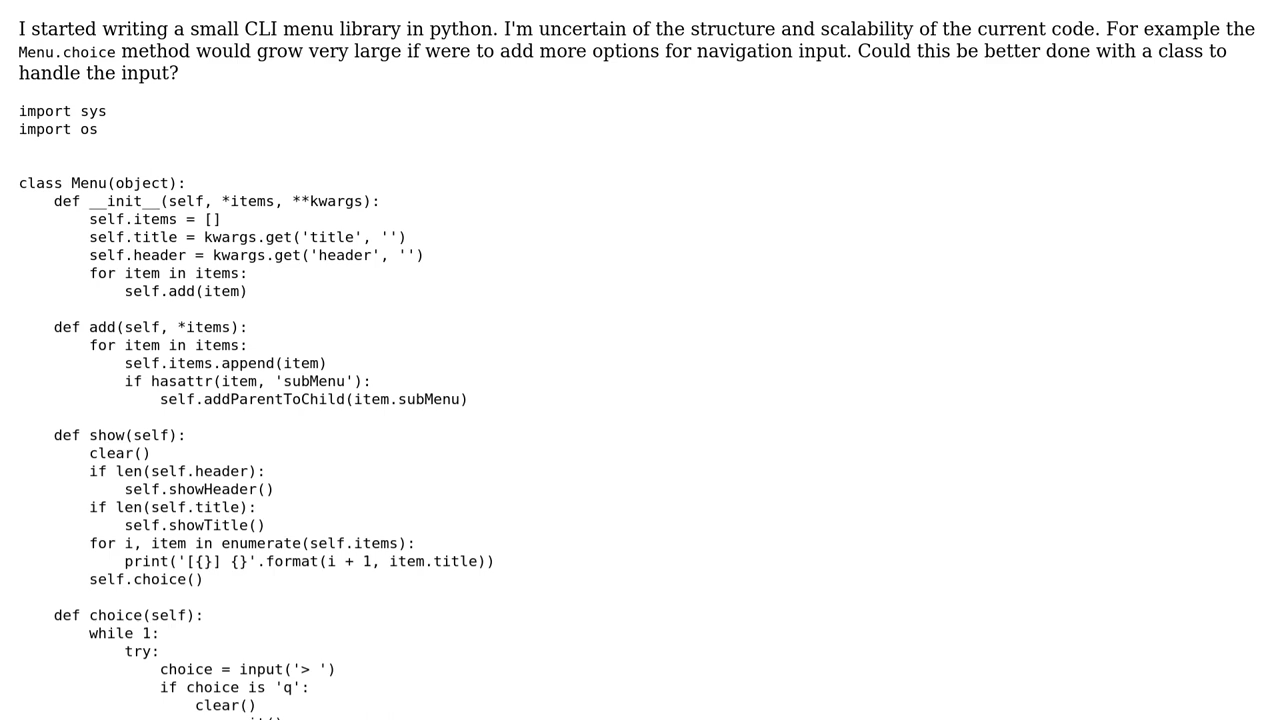 I started writing a small CLI menu library in python. I'm uncertain of the structure and scalability of the current code. For example the
Menu.choice method would grow very large if were to add more options for navigation input. Could this be better done with a class to
handle the input?
import sys
import os
class Menu(object):
    def __init__(self, *items, **kwargs):
        self.items = []
        self.title = kwargs.get('title', '')
        self.header = kwargs.get('header', '')
        for item in items:
            self.add(item)
    def add(self, *items):
        for item in items:
            self.items.append(item)
            if hasattr(item, 'subMenu'):
                self.addParentToChild(item.subMenu)
    def show(self):
        clear()
        if len(self.header):
            self.showHeader()
        if len(self.title):
            self.showTitle()
        for i, item in enumerate(self.items):
            print('[{}] {}'.format(i + 1, item.title))
        self.choice()
    def choice(self):
        while 1:
            try:
                choice = input('> ')
                if choice is 'q':
                    clear()